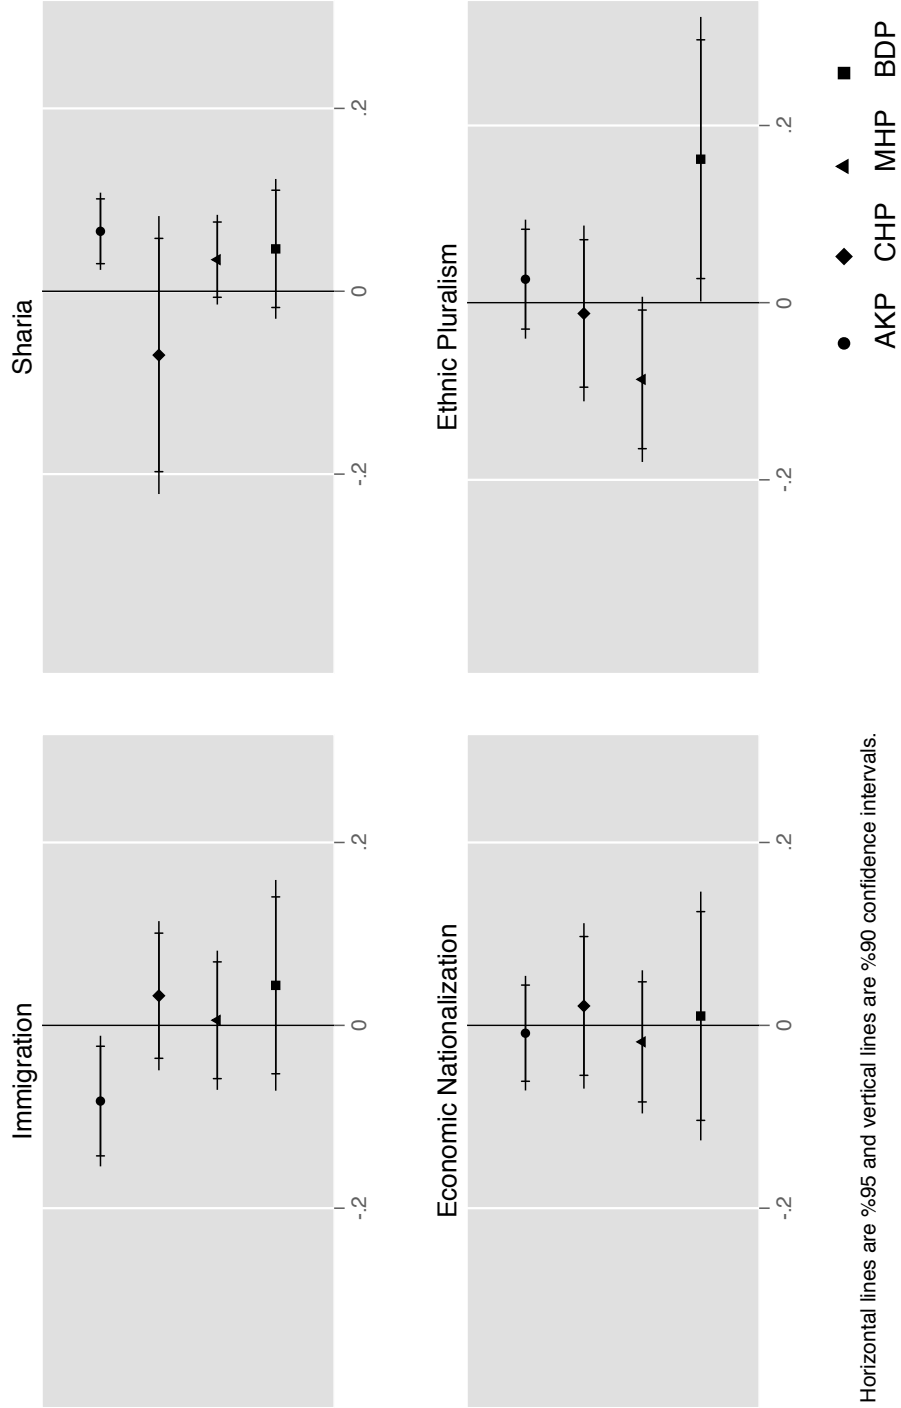 Immigration
-.2 0 .2
Sharia
-.2 0 .2
Economic Nationalization
-.2 0 .2
Ethnic Pluralism
-.2 0 .2
AKP CHP MHP BDP
Horizontal lines are %95 and vertical lines are %90 confidence intervals.